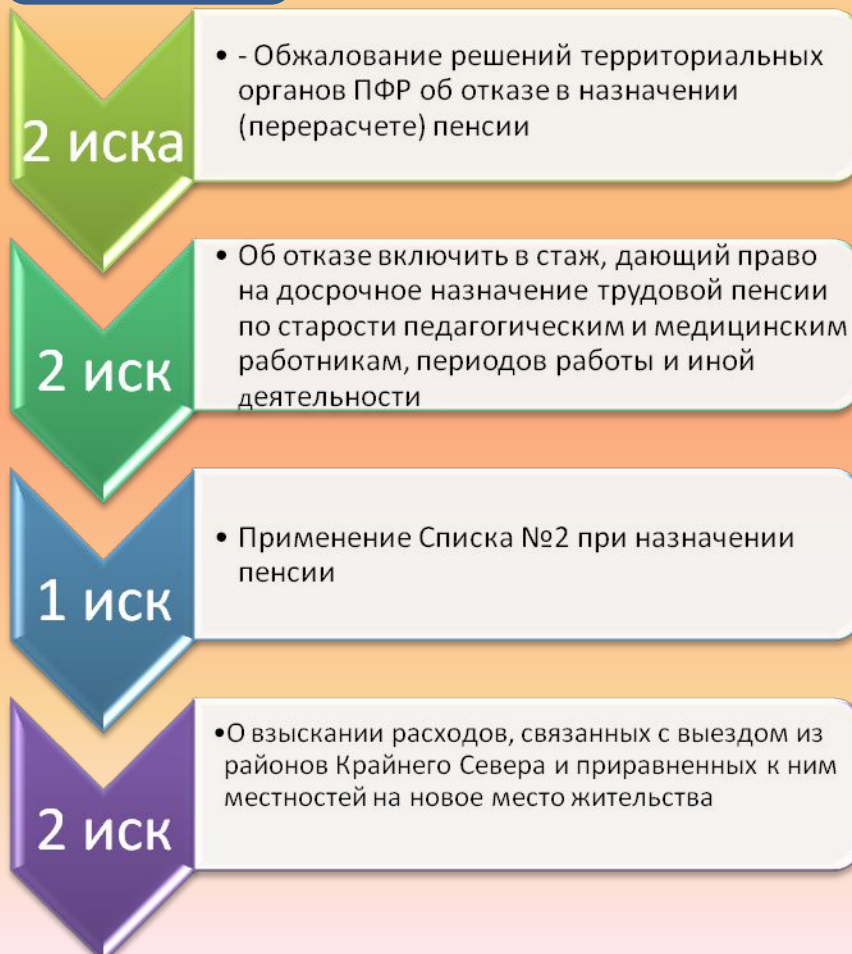 2 иска
• - Обжалование решений территориальных
органов ПФР об отказе в назначении
(перерасчете) пенсии
2 иск
• Об отказе включить в стаж, дающий право
на досрочное назначение трудовой пенсии
по старости педагогическим и медицинским
работникам, периодов работы и иной
деятельности
1 иск
• Применение Списка №2 при назначении
пенсии
2 иск
•О взыскании расходов, связанных с выездом из
районов Крайнего Севера и приравненных к ним
местностей на новое место жительства